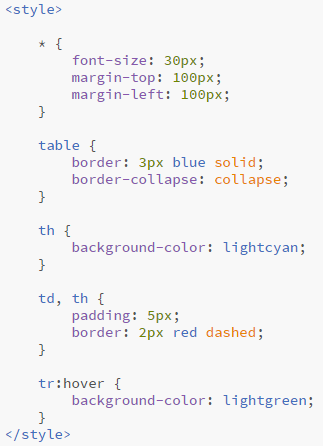 <style>
* {
font-size: 30px;
margin-top: 100px;
margin-left: 100px;
}
table {
border: 3px blue solid;
border-collapse: collapse;
}
th {
background-color: lightcyan;
}
td, th {
padding: 5px;
border: 2px red dashed;
}
tr:hover {
background-color: lightgreen;
}
</style>